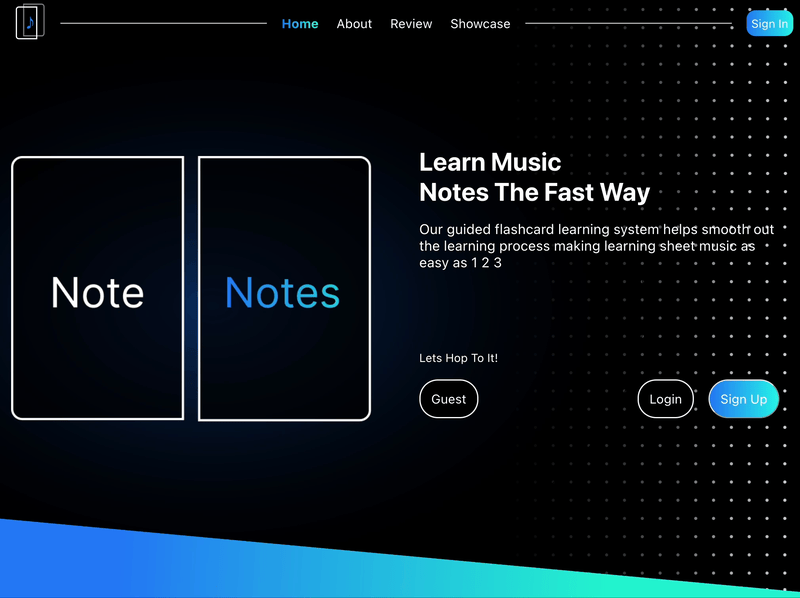 Home About Review Showcase Sign In
Note Notes
Learn Music
Notes The Fast Way
Our guided flashcard learning system helps smooth out
the learning process making learning sheet music as
easy as 1 2 3
Lets Hop To It!
Guest Login Sign Up